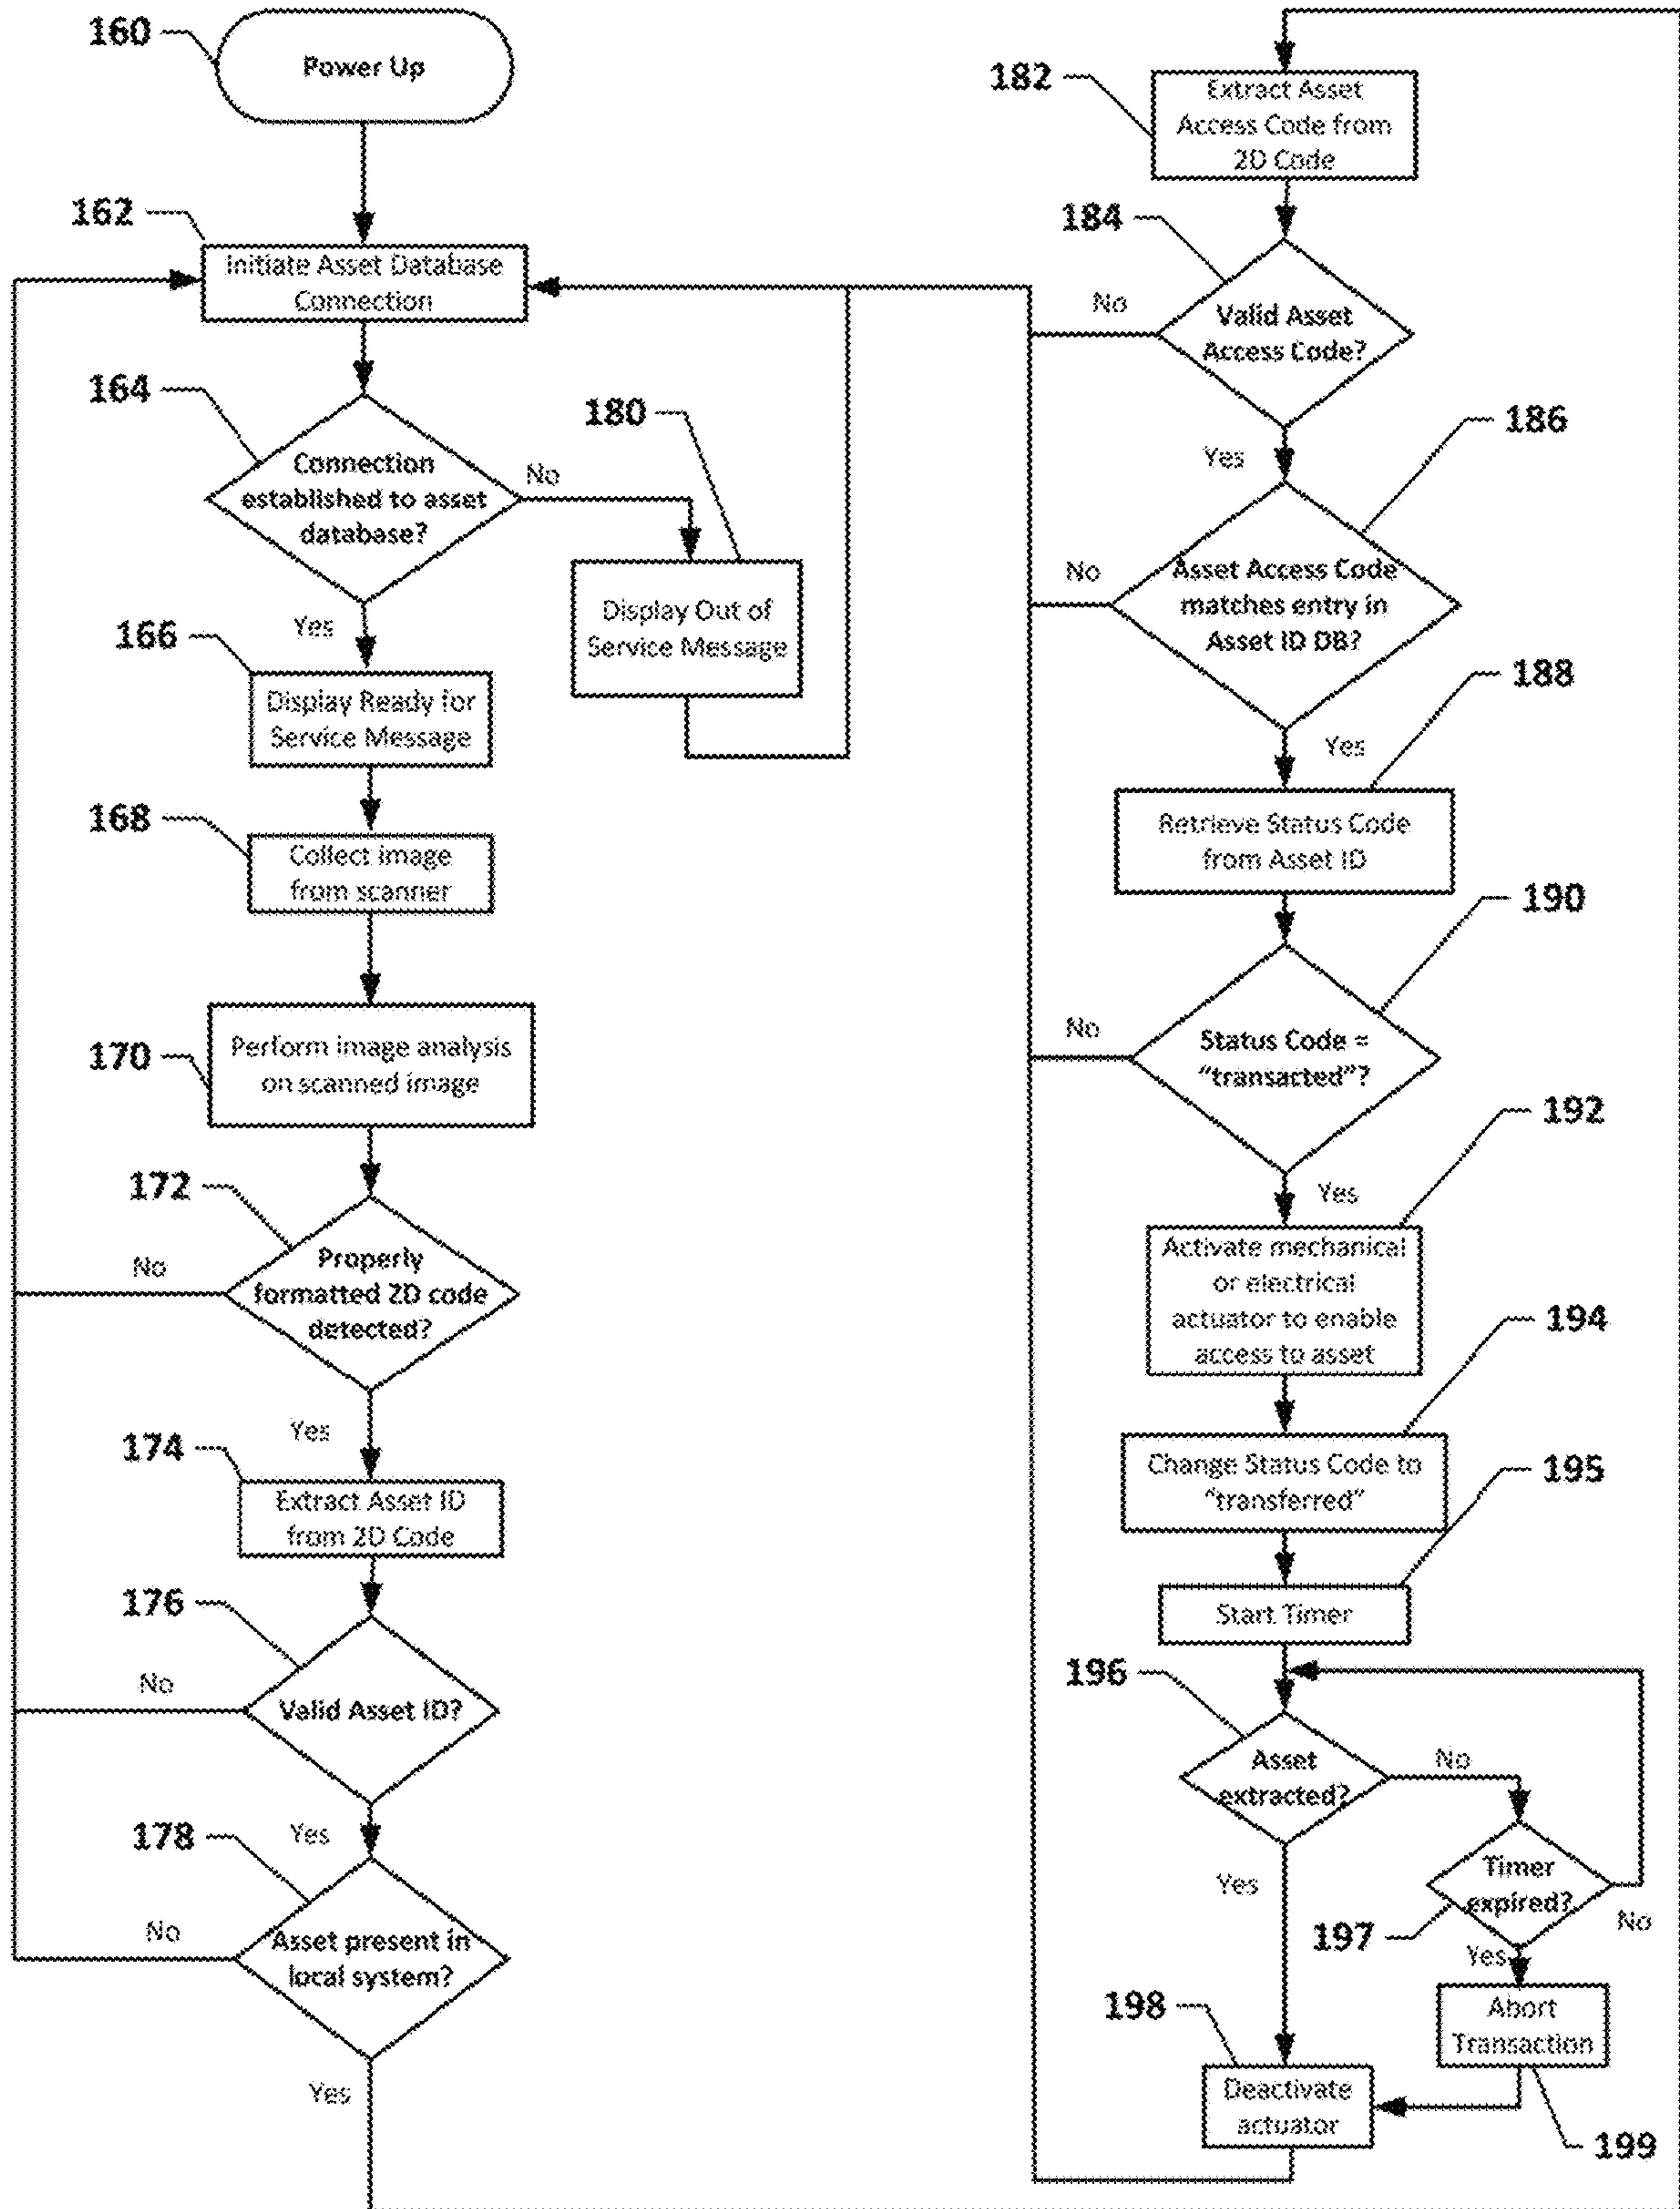 160
Power Up
162
Initiate Asset Database
Connection
164
Connection
established to asset
database?
No
180
Display Out of
Service Message
Yes
166
Display Ready for
Service Message
168
Collect image
from scanner
170
Perform image analysis
on scanned image
172
Properly
formatted 2D code
detected?
No
Yes
174
Extract Asset ID
from 2D Code
176
Valid Asset ID?
No
Yes
178
Asset present in
local system?
No
Yes
182
Extract Asset
Access Code from
2D Code
184
Valid Asset
Access Code?
No
Yes
186
Asset Access Code
matches entry in
Asset ID DB?
No
Yes
188
Retrieve Status Code
from Asset ID
190
Status Code =
"transacted"?
No
Yes
192
Activate mechanical
or electrical
actuator to enable
access to asset
194
Change Status Code to
"transferred"
195
Start Timer
196
Asset
extracted?
No
Yes
197
Timer
expired?
No
Yes
Abort
Transaction
199
198
Deactivate
actuator